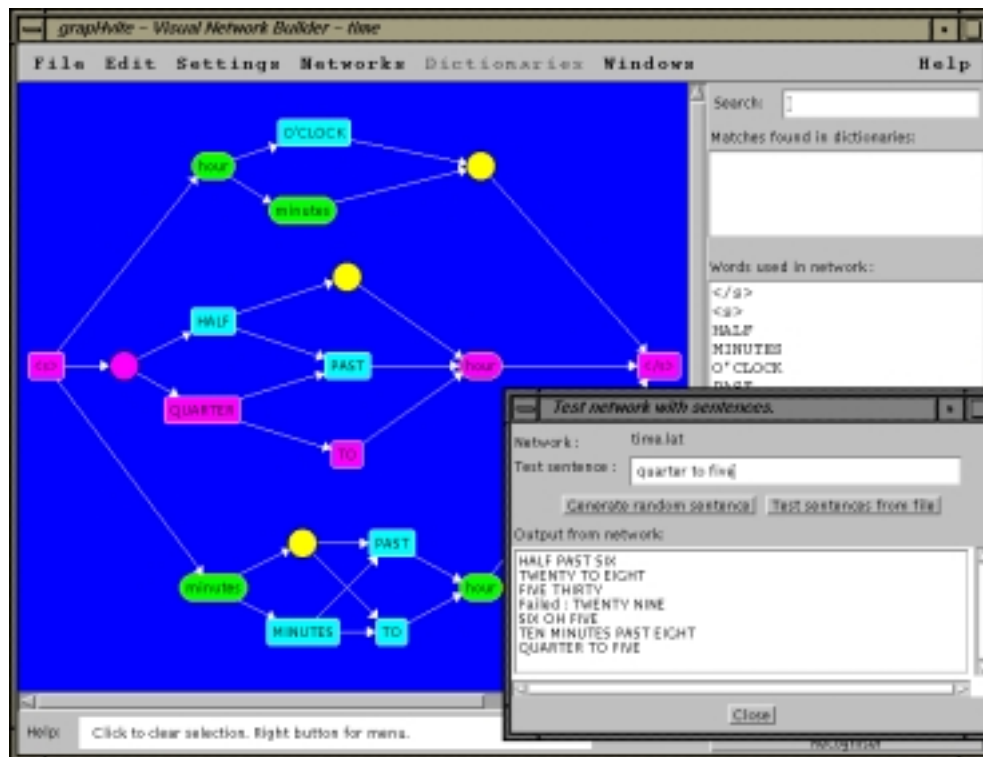 grapHvite - Visual Network Builder - time
File Edit Settings Networks Dictionaries Windows Help
Search:
Matches found in dictionaries:
Words used in network:
</s>
<s>
HALF
MINUTES
O'CLOCK
PAST
O'CLOCK
hour
minutes
HALF
<s>
PAST
hour
</s>
QUARTER
TO
PAST
minutes
hour
MINUTES
TO
Test network with sentences.
Network: time.lat
Test sentence: quarter to five
Generate random sentence Test sentences from file
Output from network:
HALF PAST SIX
TWENTY TO EIGHT
FIVE THIRTY
Failed : TWENTY NINE
SIX OH FIVE
TEN MINUTES PAST EIGHT
QUARTER TO FIVE
Close
Help: Click to clear selection. Right button for menu.